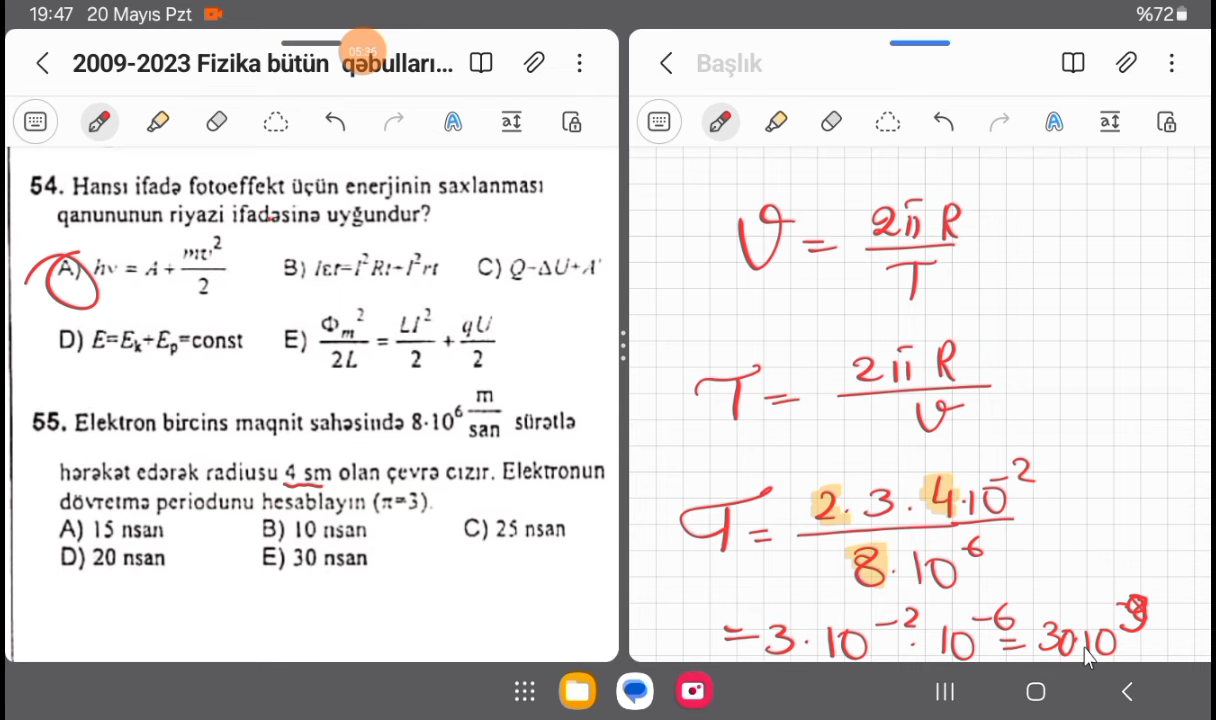 19:47 20 Mayıs Pzt %72
05:36
2009-2023 Fizika bütün qəbulları...
Başlık
54. Hansı ifadə fotoeffekt üçün enerjinin saxlanması
qanununun riyazi ifadəsinə uyğundur?
A) hν = A + mv²/2 B) Iεt=I²Rt+I²rt C) Q=ΔU+A'
D) E=Eₖ+Eₚ=const E) Φₘ²/2L = LI²/2 + qU/2
55. Elektron bircins maqnit sahəsində 8·10⁶ m/san sürətlə
hərəkət edərək radiusu 4 sm olan çevrə cızır. Elektronun
dövretmə periodunu hesablayın (π=3).
A) 15 nsan B) 10 nsan C) 25 nsan
D) 20 nsan E) 30 nsan
ϑ = 2πR/T
T = 2πR/ϑ
T = 2·3·4·10⁻²/8·10⁶
= 3·10⁻²·10⁻⁶ = 30·10